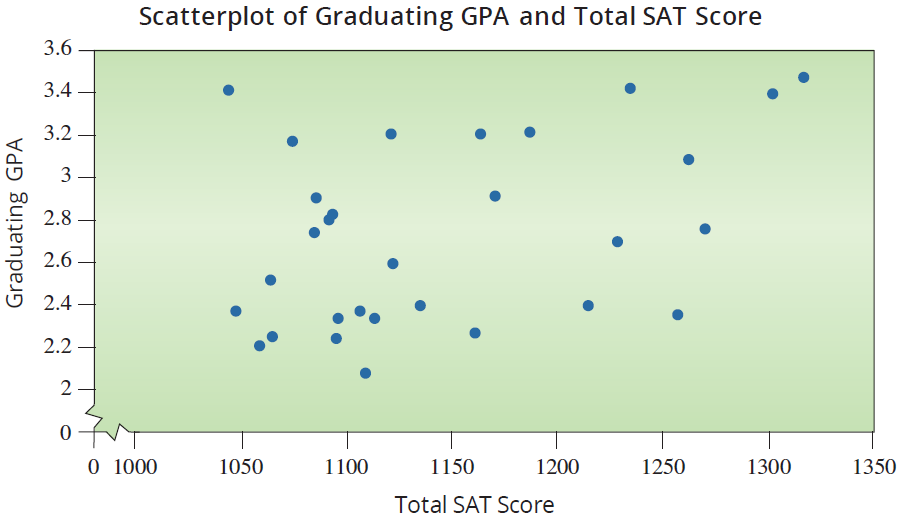 Scatterplot of Graduating GPA and Total SAT Score
3.6
3.4
3.2
3
2.8
2.6
2.4
2.2
2
0
Graduating GPA
0 1000 1050 1100 1150 1200 1250 1300 1350
Total SAT Score